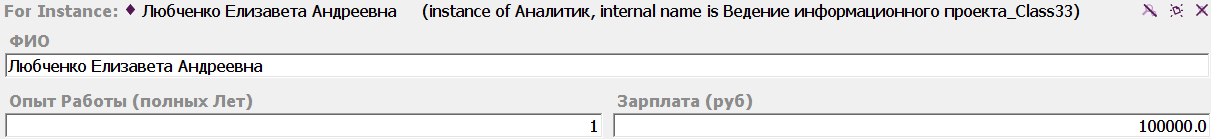 For Instance: Любченко Елизавета Андреевна (instance of Аналитик, internal name is Ведение информационного проекта_Class33)
ФИО
Любченко Елизавета Андреевна
Опыт Работы (полных Лет) Зарплата (руб)
1 100000.0